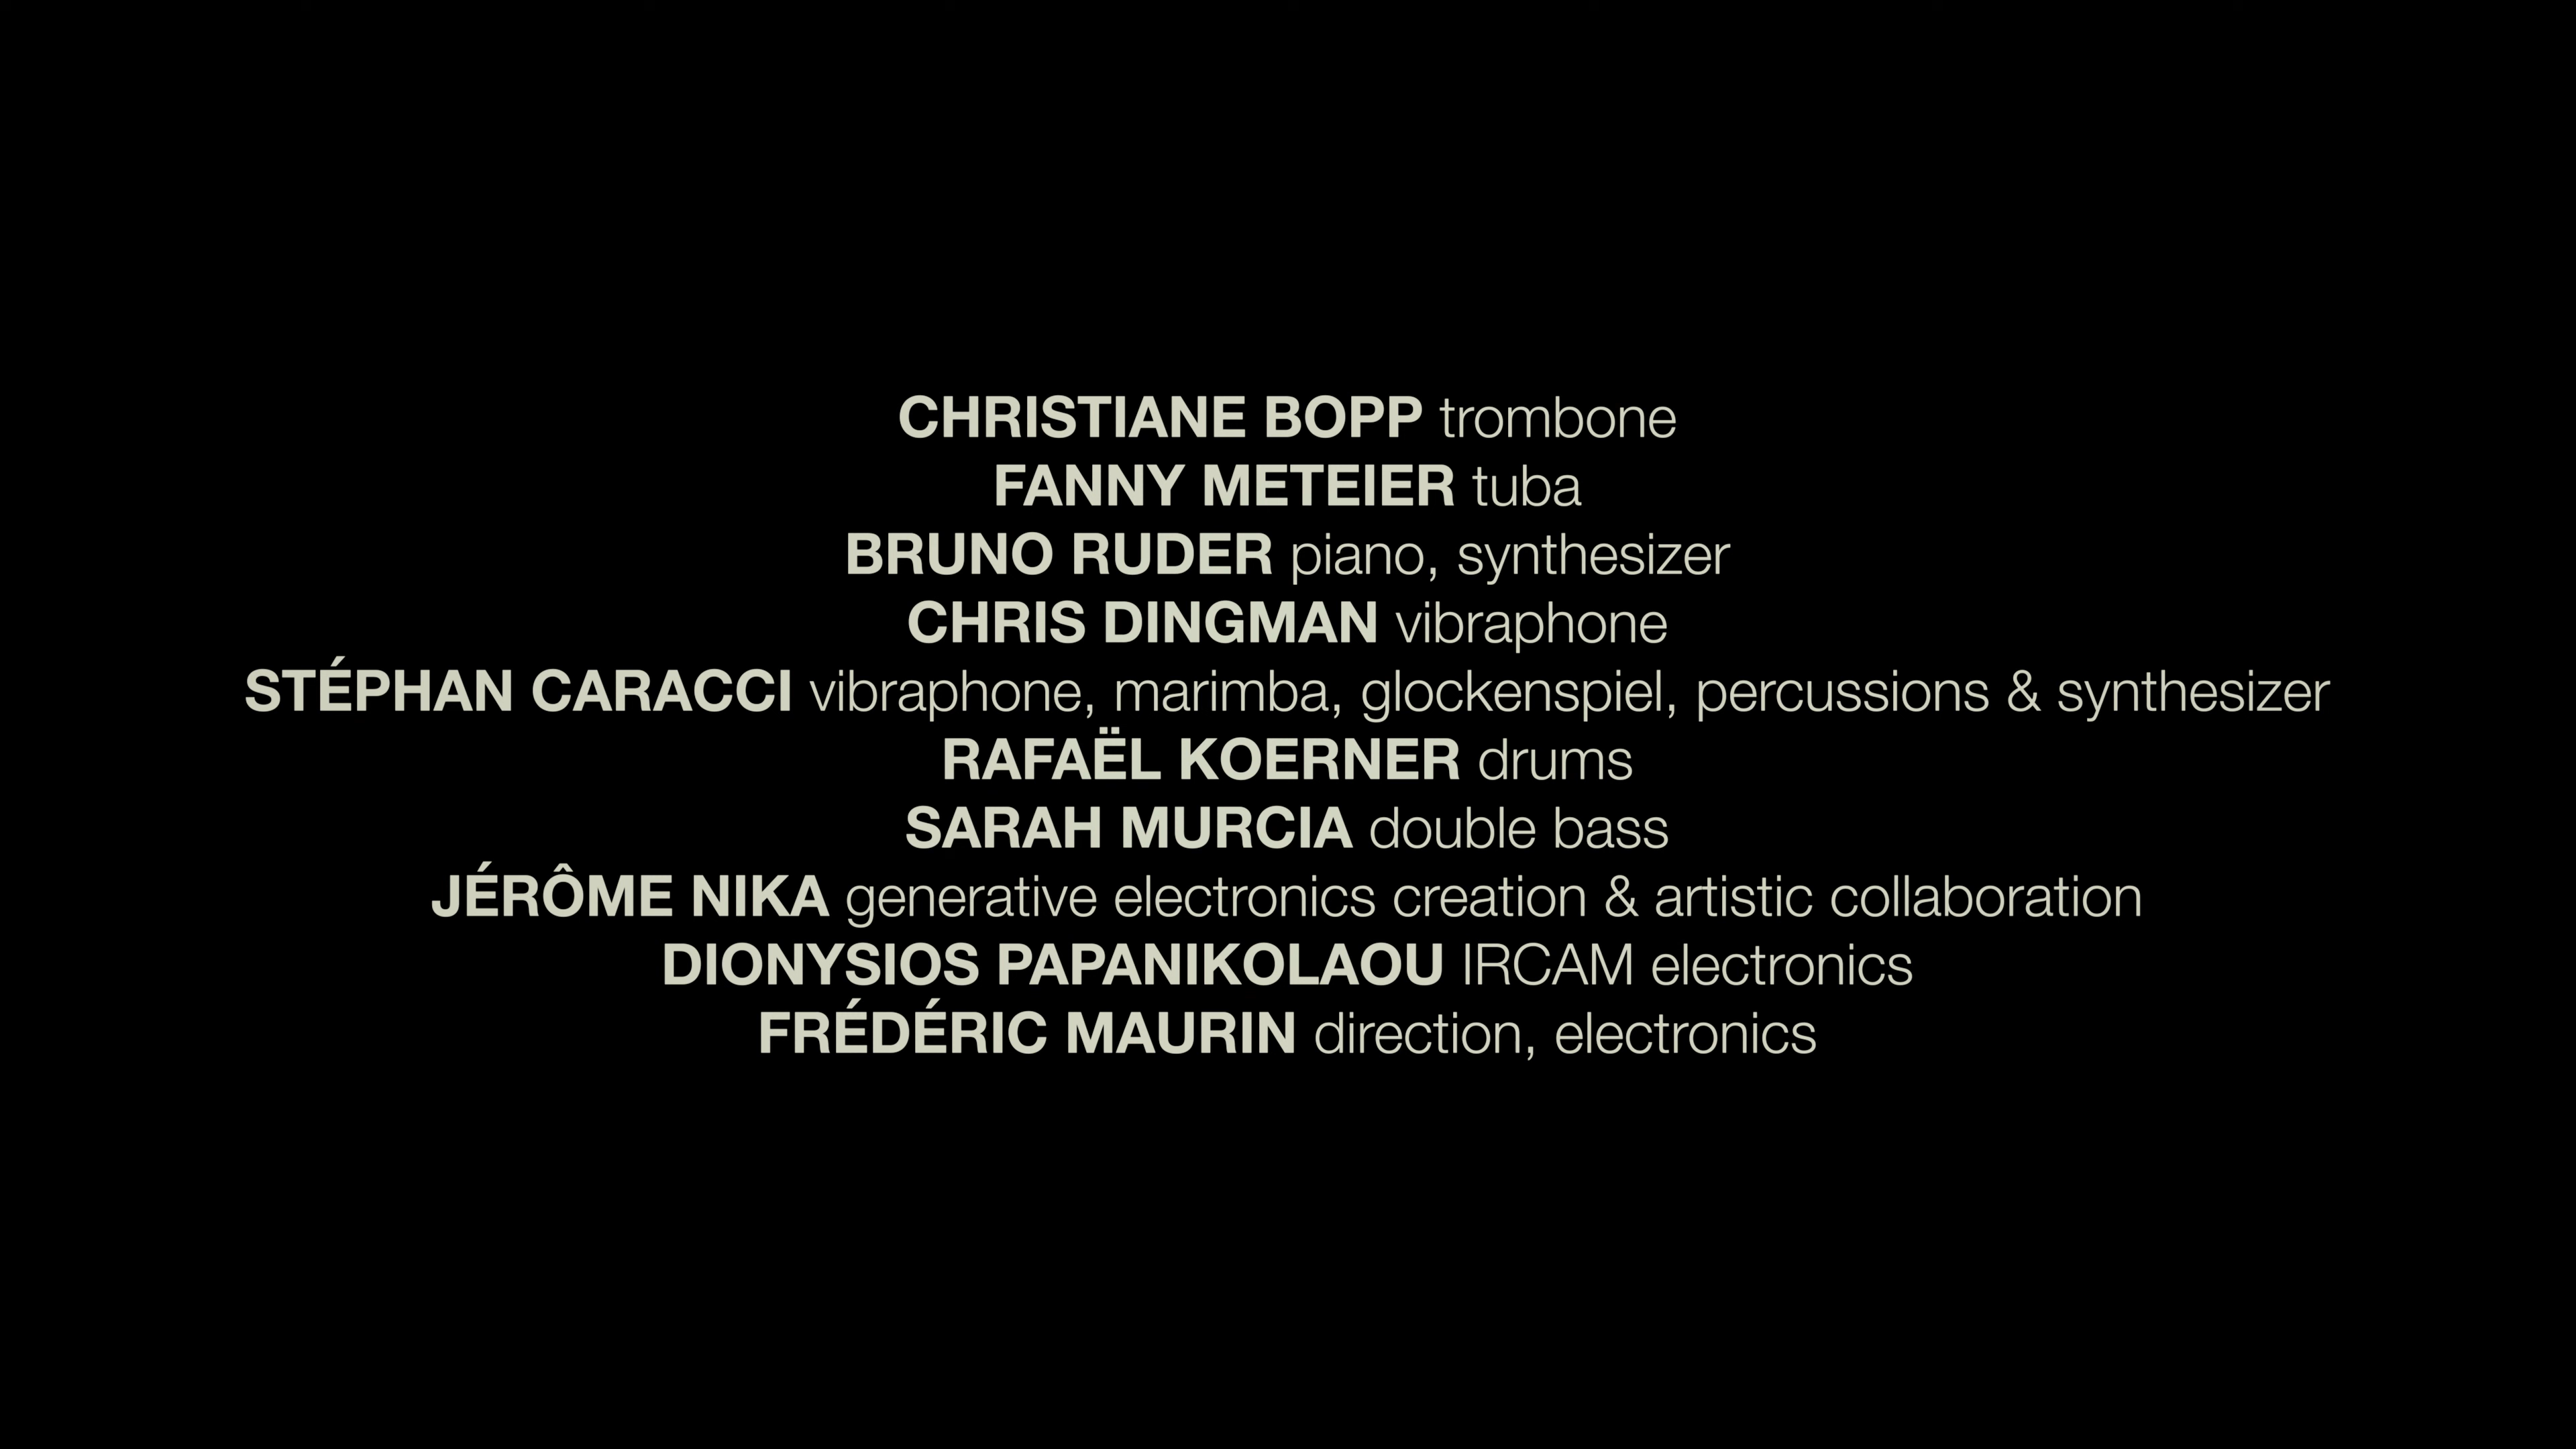 CHRISTIANE BOPP trombone
FANNY METEIER tuba
BRUNO RUDER piano, synthesizer
CHRIS DINGMAN vibraphone
STÉPHAN CARACCI vibraphone, marimba, glockenspiel, percussions & synthesizer
RAFAËL KOERNER drums
SARAH MURCIA double bass
JÉRÔME NIKA generative electronics creation & artistic collaboration
DIONYSIOS PAPANIKOLAOU IRCAM electronics
FRÉDÉRIC MAURIN direction, electronics